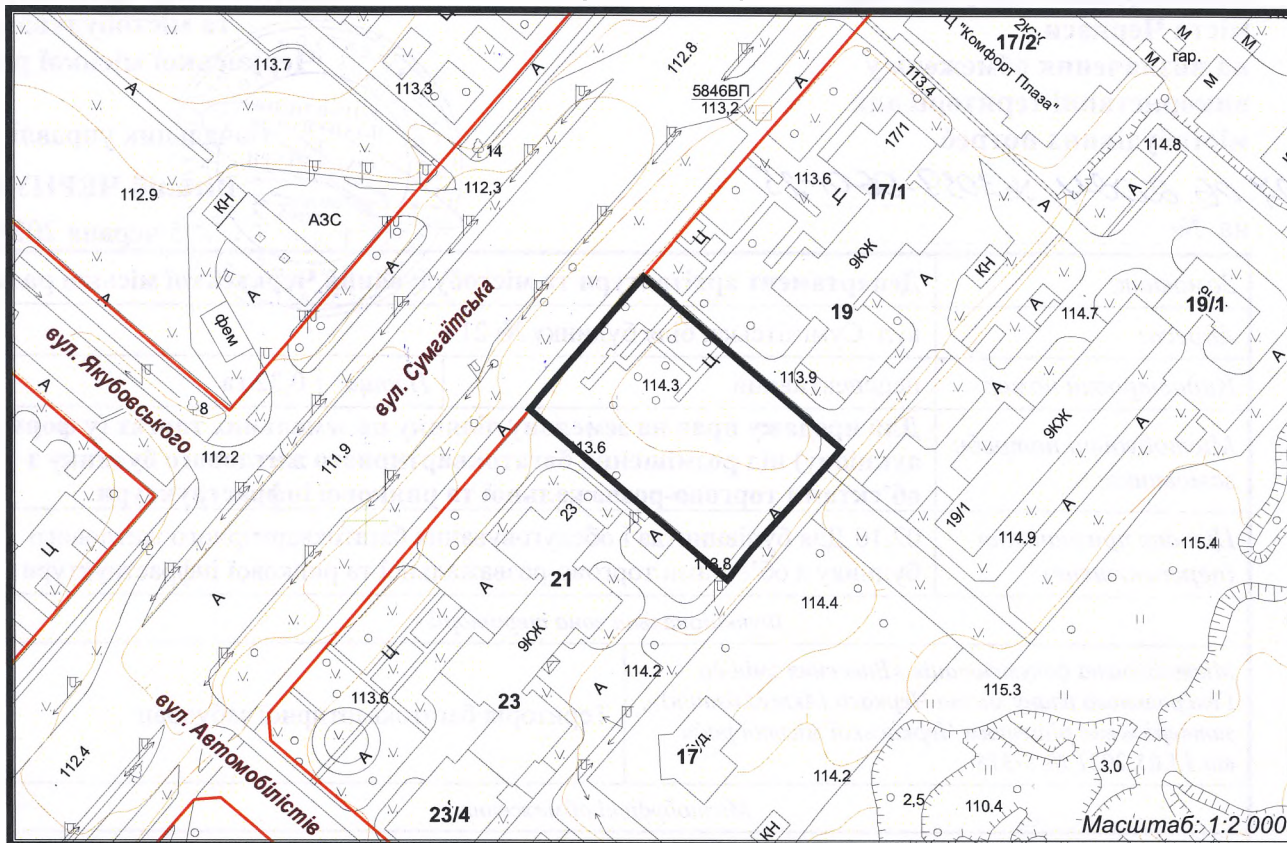 113.7
113,3
112.8
5846ВП
113,2
Ц
"Комфорт Плаза"
2КЖ
17/2
М
М
М
гар.
113.4
114.8
А
А
А
14
112,3
112.9
КН
АЗС
А
А
А
фем
17/1
113.6
Ц
17/1
9КЖ
Ц
А
КН
А
А
19
114.7
19/1
вул. Якубовського
вул. Сумгаїтська
А
8
112.2
111.9
А
114.3
Ц
113.9
А
9КЖ
А
113.6
23
А
А
19/1
114.9
115.4
Ц
А
21
113.8
114.4
9КЖ
Ц
113.6
А
23
114.2
А
115.3
вул. Автомобілістів
112.4
17
уд.
114.2
3,0
2,5
110.4
23/4
КН
Масштаб: 1:2 000